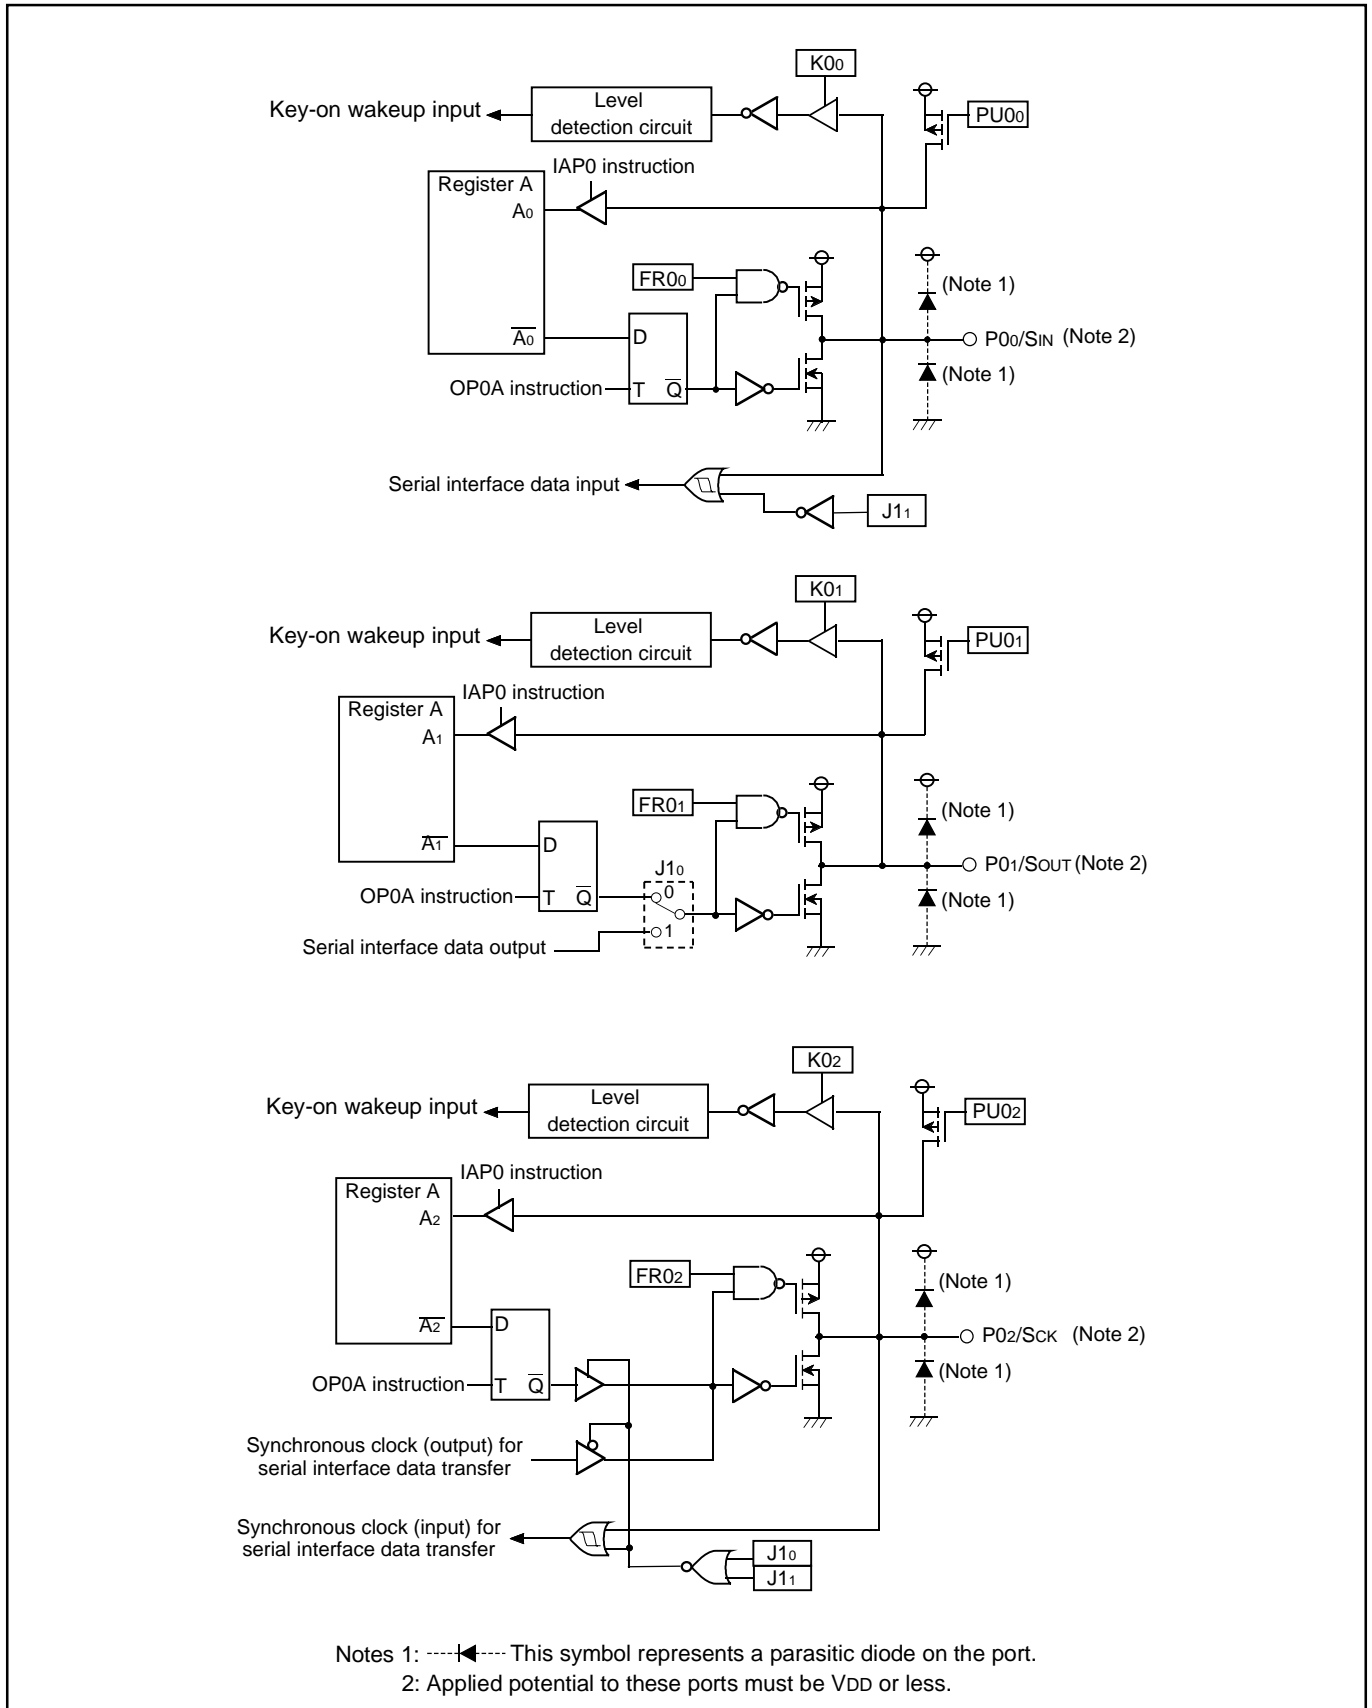 K00
Key-on wakeup input
Level
detection circuit
PU00
IAP0 instruction
Register A
A0
FR00
(Note 1)
A0
D
P00/SIN (Note 2)
OP0A instruction
T Q
(Note 1)
Serial interface data input
J11
K01
Key-on wakeup input
Level
detection circuit
PU01
IAP0 instruction
Register A
A1
FR01
(Note 1)
A1
D
P01/SOUT (Note 2)
J10
OP0A instruction
T Q
0
(Note 1)
Serial interface data output
1
K02
Key-on wakeup input
Level
detection circuit
PU02
IAP0 instruction
Register A
A2
FR02
(Note 1)
A2
D
P02/SCK (Note 2)
OP0A instruction
T Q
(Note 1)
Synchronous clock (output) for
serial interface data transfer
Synchronous clock (input) for
serial interface data transfer
J10
J11
Notes 1: This symbol represents a parasitic diode on the port.
2: Applied potential to these ports must be VDD or less.